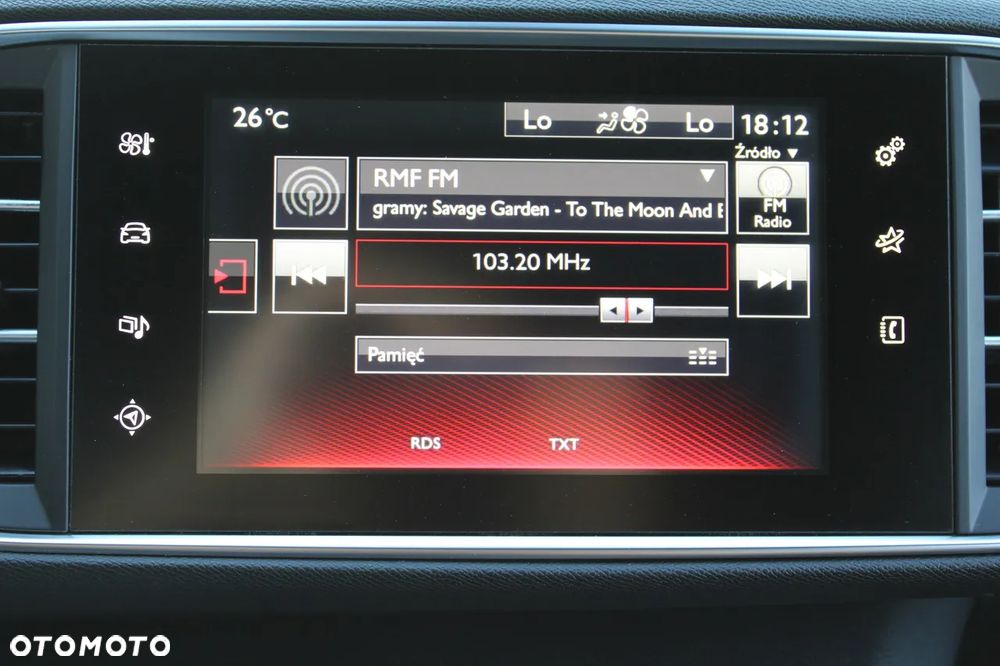 26°C
Lo Lo
18:12
Źródło
RMF FM
gramy: Savage Garden - To The Moon And
FM
Radio
103.20 MHz
Pamięć
RDS TXT
OTOMOTO